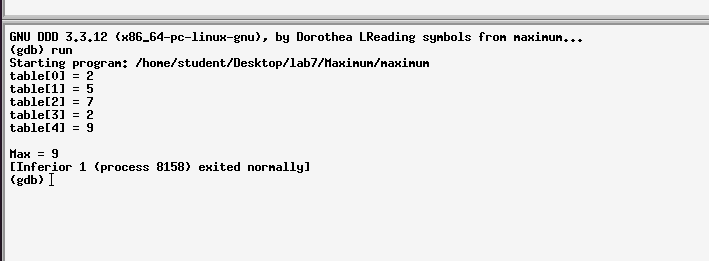 GNU DDD 3.3.12 (x86_64-pc-linux-gnu), by Dorothea LReading symbols from maximum...
(gdb) run
Starting program: /home/student/Desktop/lab7/Maximum/maximum
table[0] = 2
table[1] = 5
table[2] = 7
table[3] = 2
table[4] = 9
Max = 9
[Inferior 1 (process 8158) exited normally]
(gdb)